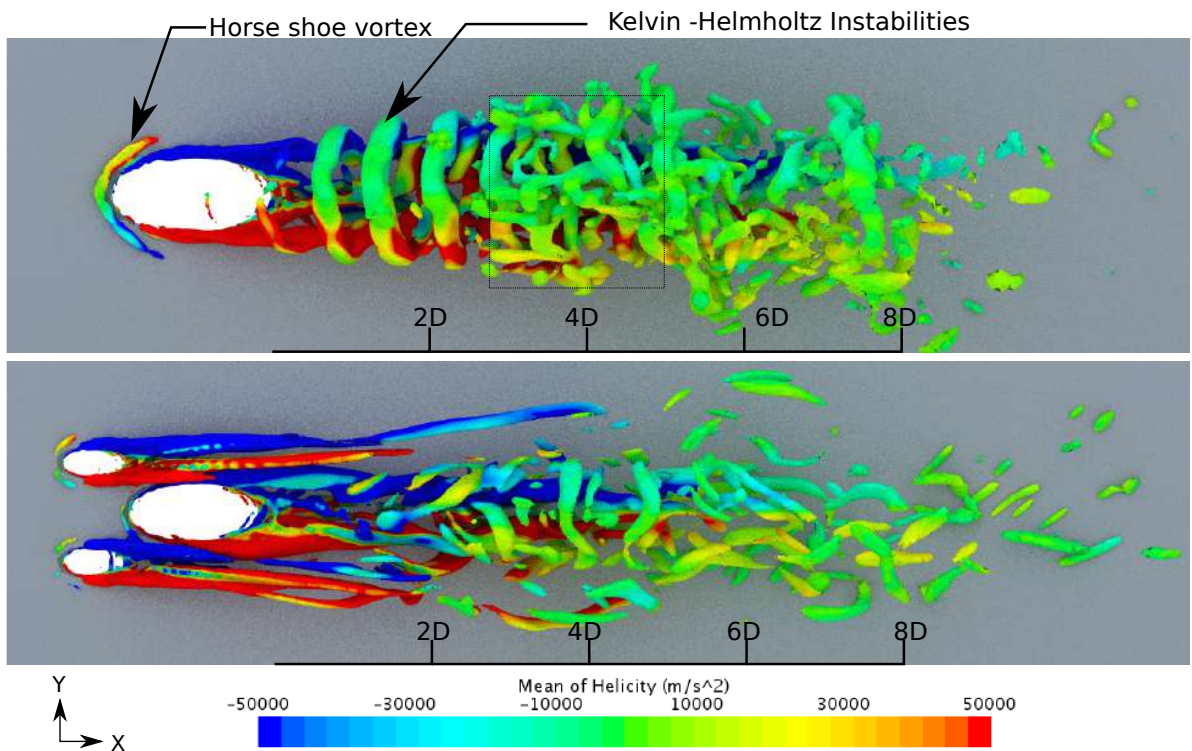 Horse shoe vortex
Kelvin -Helmholtz Instabilities
2D 4D 6D 8D
2D 4D 6D 8D
Mean of Helicity (m/s^2)
-50000 -30000 -10000 10000 30000 50000
Y
X